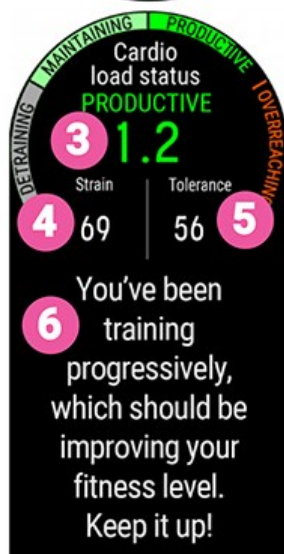 DETRAINING
MAINTAINING
PRODUCTIVE
OVERREACHING
Cardio
load status
PRODUCTIVE
3 1.2
Strain Tolerance
4 69 56 5
6 You’ve been
training
progressively,
which should be
improving your
fitness level.
Keep it up!